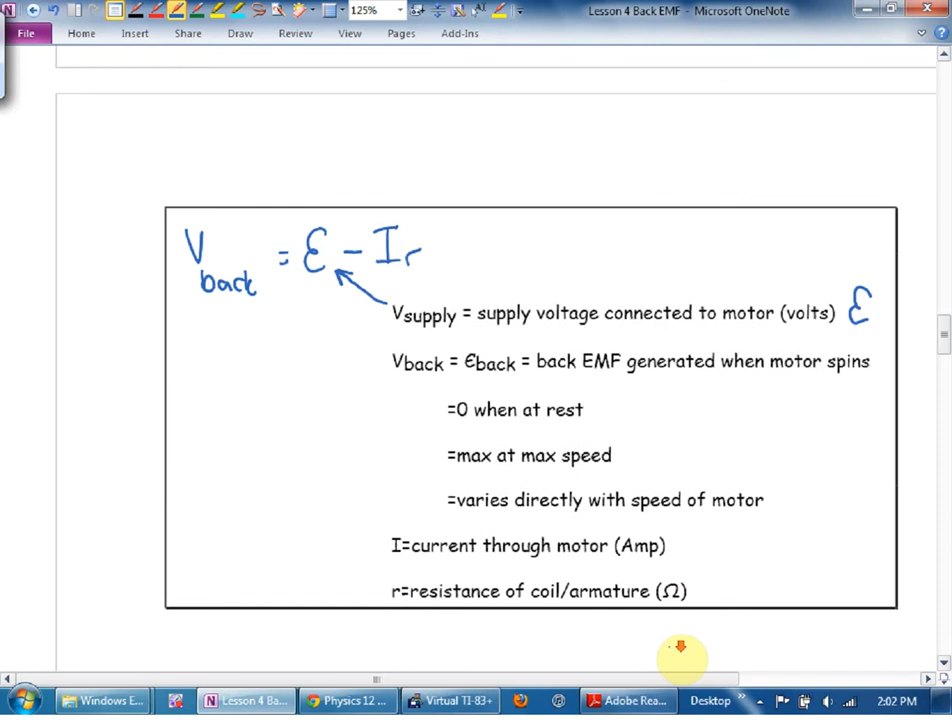 125%
Lesson 4 Back EMF - Microsoft OneNote
File Home Insert Share Draw Review View Pages Add-Ins
V back = ℰ - Ir
Vsupply = supply voltage connected to motor (volts) ℰ
Vback = ℰback = back EMF generated when motor spins
=0 when at rest
=max at max speed
=varies directly with speed of motor
I=current through motor (Amp)
r=resistance of coil/armature (Ω)
Windows E... Lesson 4 Ba... Physics 12 ... Virtual TI-83+ Adobe Rea... Desktop 2:02 PM